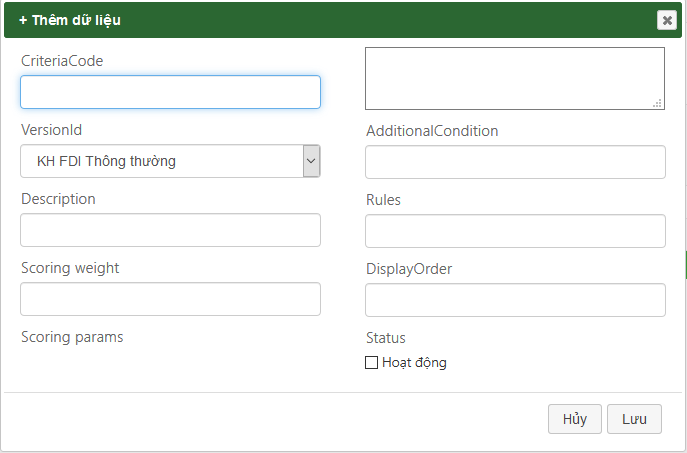 + Thêm dữ liệu
CriteriaCode
VersionId
KH FDI Thông thường
Description
Scoring weight
Scoring params
AdditionalCondition
Rules
DisplayOrder
Status
Hoạt động
Hủy
Lưu